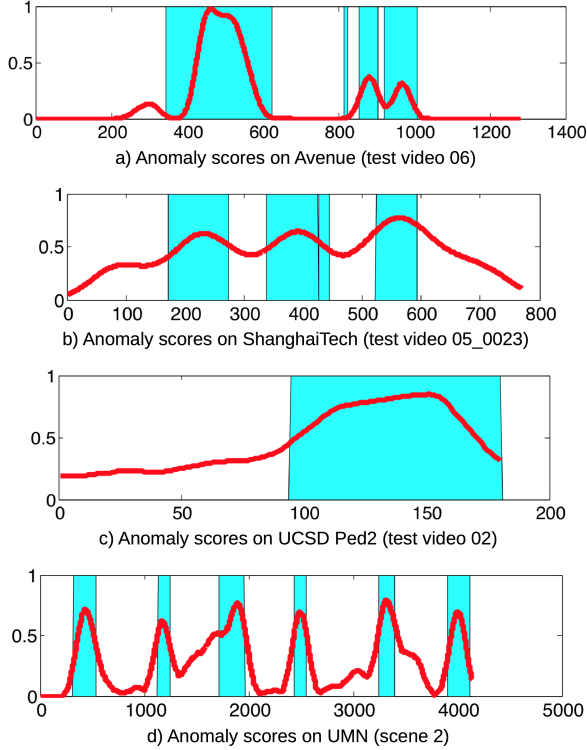 1
0.5
0
0 200 400 600 800 1000 1200 1400
a) Anomaly scores on Avenue (test video 06)
1
0.5
0
0 100 200 300 400 500 600 700 800
b) Anomaly scores on ShanghaiTech (test video 05_0023)
1
0.5
0
0 50 100 150 200
c) Anomaly scores on UCSD Ped2 (test video 02)
1
0.5
0
0 1000 2000 3000 4000 5000
d) Anomaly scores on UMN (scene 2)